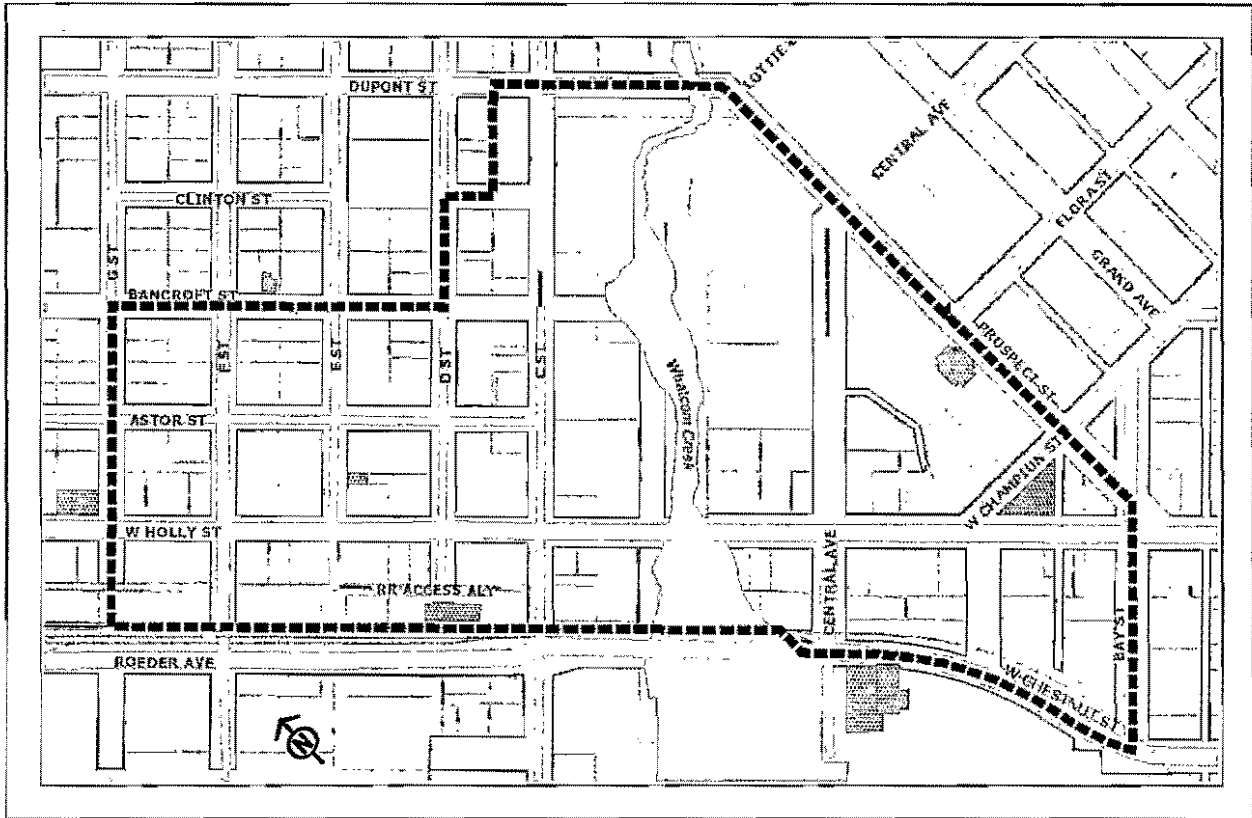 DUPONT ST
CENTRAL AVE
CLINTON ST
FLORA ST
G ST
GRAND AVE
BANCROFT ST
PROSPECT ST
F ST
E ST
D ST
C ST
Whatcom Creek
ASTOR ST
W CHAMPION ST
W HOLLY ST
CENTRAL AVE
RR ACCESS ALY
BAY ST
ROEDER AVE
W CHESTNUT ST
N